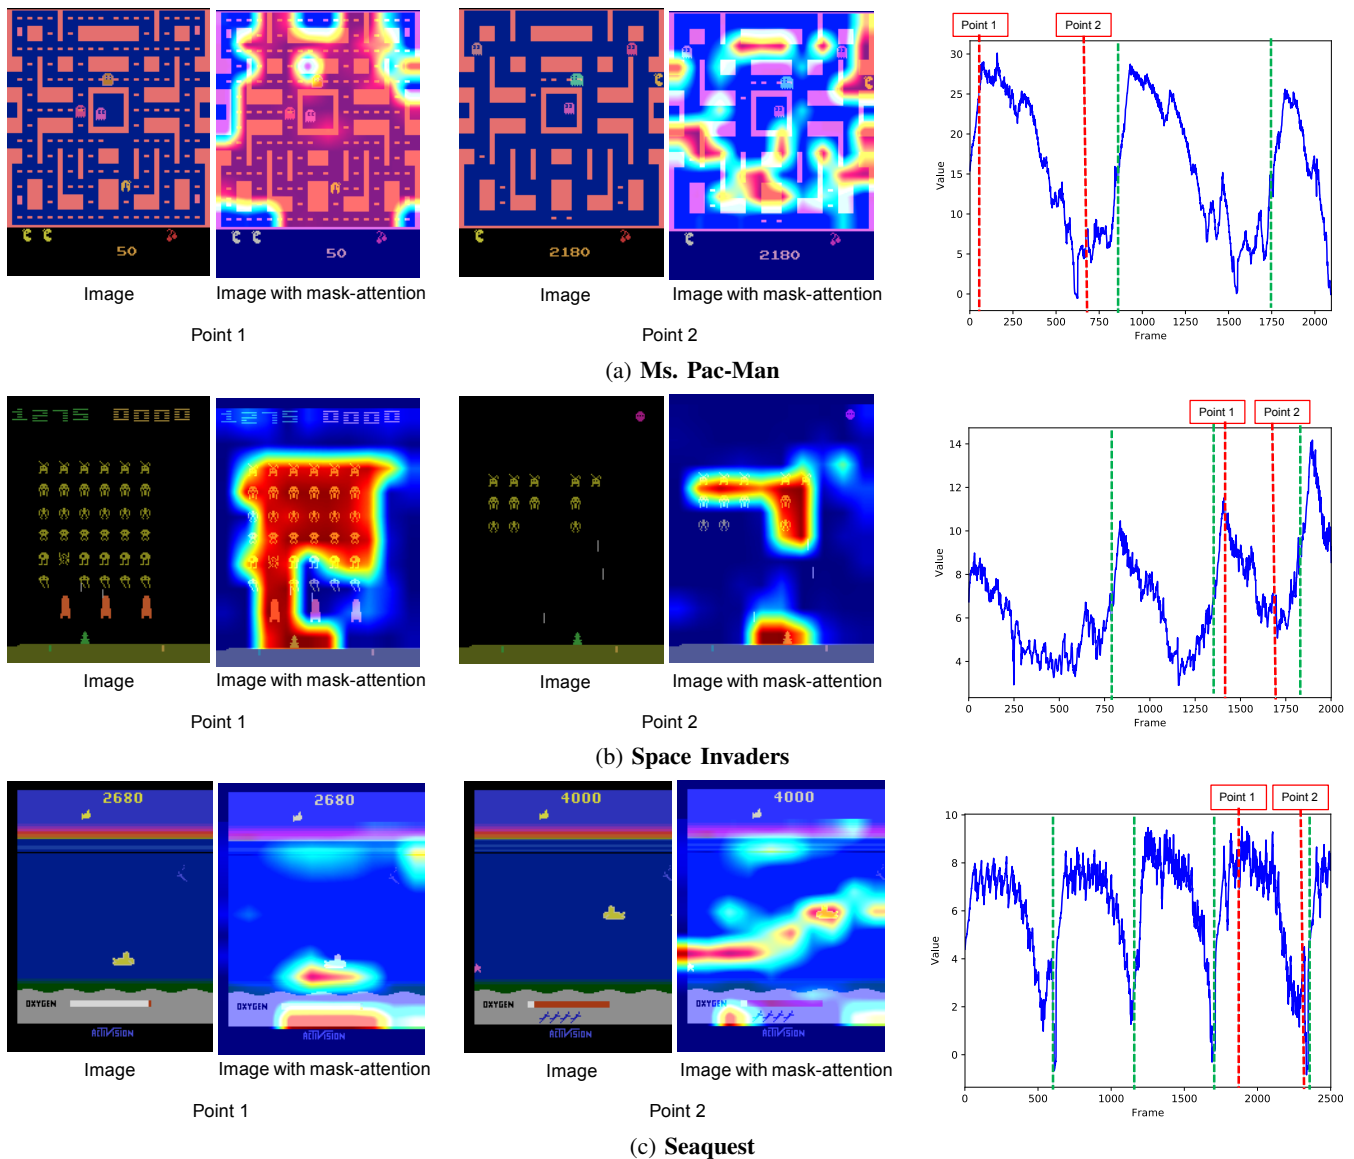 50
50
Image
Image with mask-attention
Point 1
2180
2180
Image
Image with mask-attention
Point 2
Point 1
Point 2
30
25
20
15
10
5
0
Value
0
250
500
750
1000
1250
1500
1750
2000
Frame
(a) Ms. Pac-Man
1275 0000
1275 0000
Image
Image with mask-attention
Point 1
Image
Image with mask-attention
Point 2
Point 1
Point 2
14
12
10
8
6
4
Value
0
250
500
750
1000
1250
1500
1750
2000
Frame
(b) Space Invaders
2680
OXYGEN
ACTIVISION
2680
OXYGEN
ACTIVISION
Image
Image with mask-attention
Point 1
4000
OXYGEN
ACTIVISION
4000
OXYGEN
ACTIVISION
Image
Image with mask-attention
Point 2
Point 1
Point 2
10
8
6
4
2
0
Value
0
500
1000
1500
2000
2500
Frame
(c) Seaquest